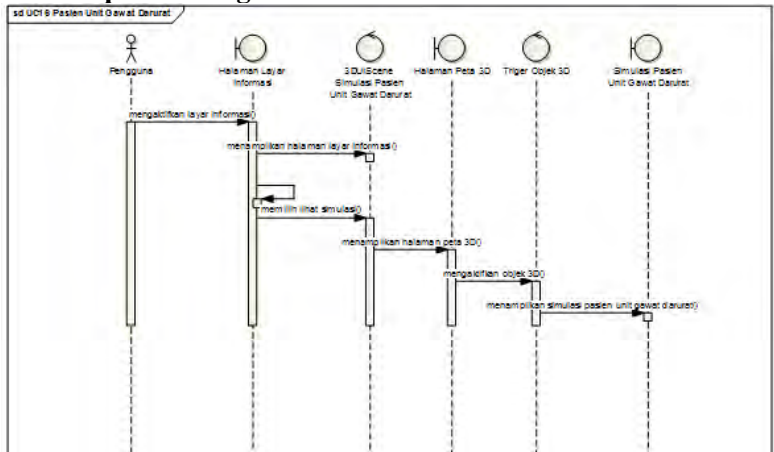 sd UC19 Pasien Unit Gawat Darurat
Pengguna
Halaman Layar
Informasi
3DUIScene
Simulasi Pasien
Unit Gawat Darurat
Halaman Peta 3D
Triger Objek 3D
Simulasi Pasien
Unit Gawat Darurat
mengaktifkan layar informasi()
menampilkan halaman layar informasi()
memilih lihat simulasi()
menampilkan halaman peta 3D()
mengaktifkan objek 3D()
menampilkan simulasi pasien unit gawat darurat()